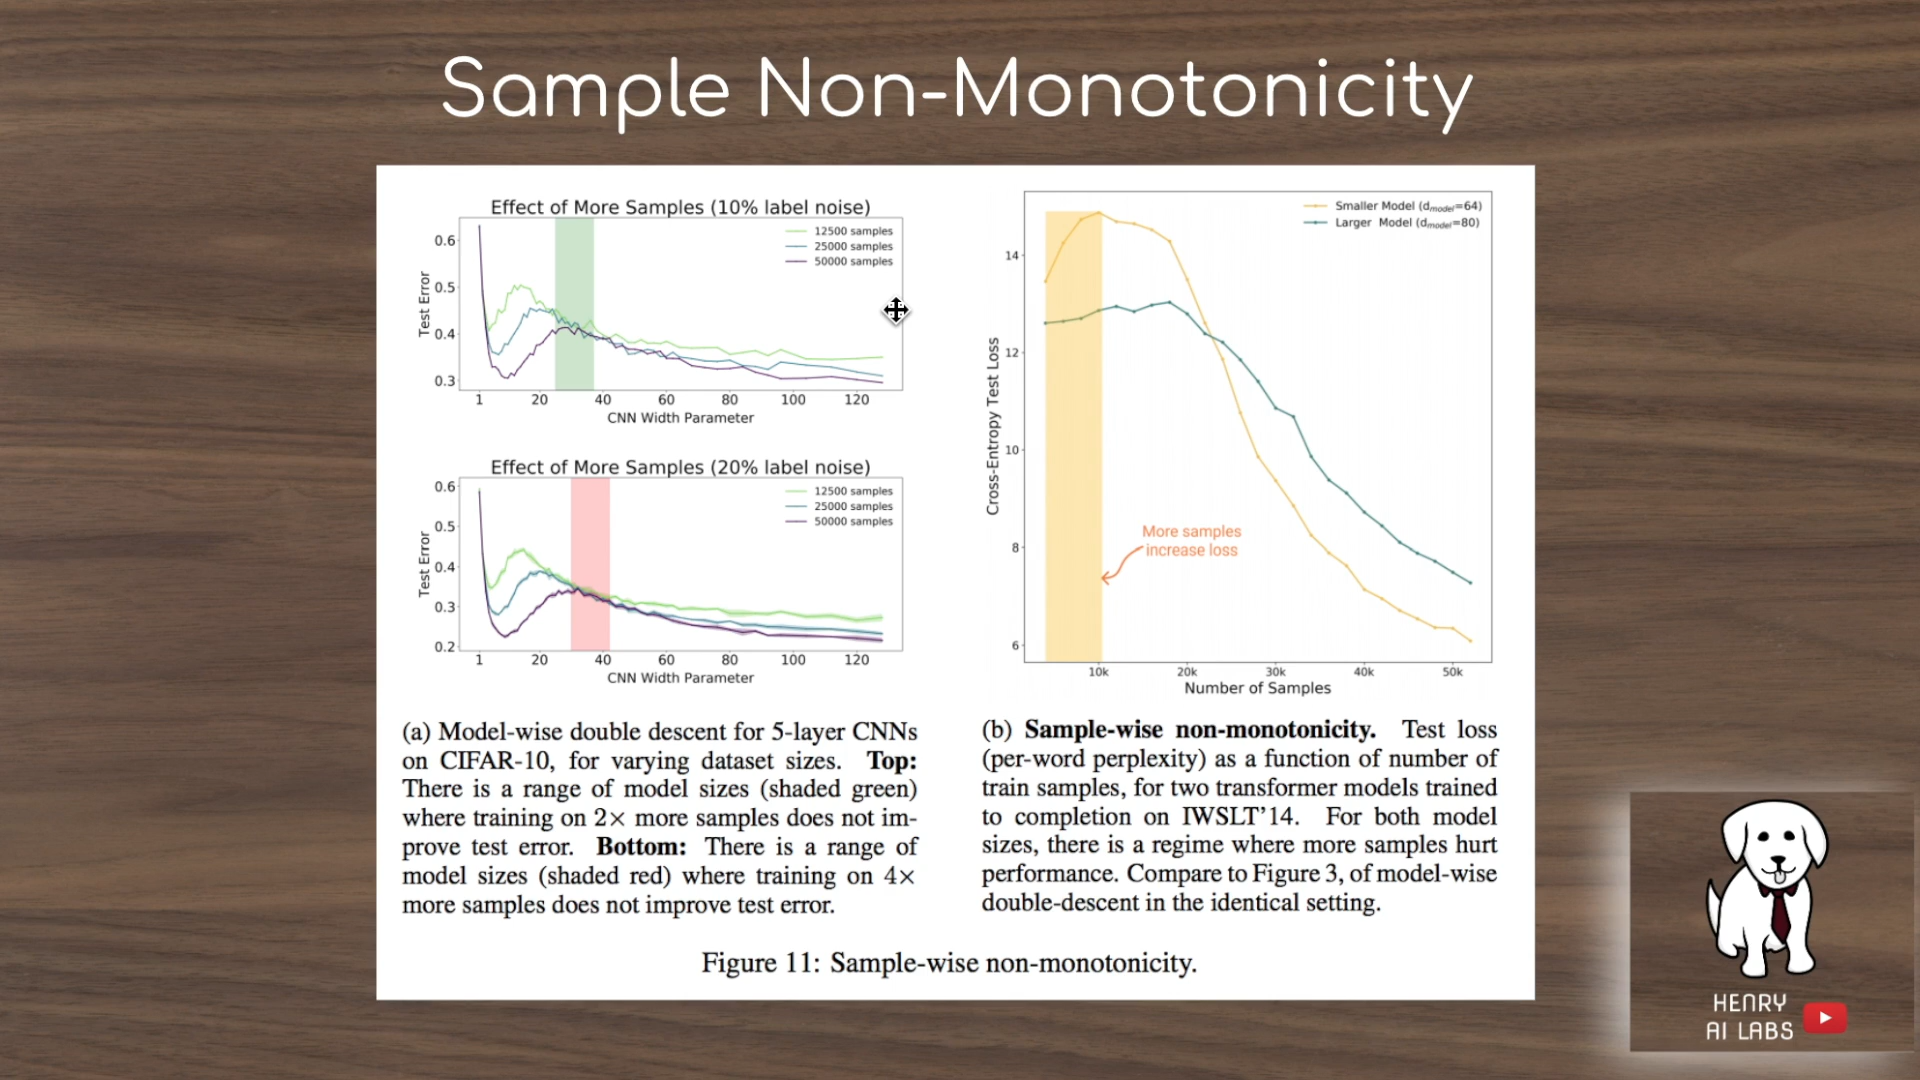 Sample Non-Monotonicity
Effect of More Samples (10% label noise)
12500 samples
25000 samples
50000 samples
Test Error
0.6
0.5
0.4
0.3
1 20 40 60 80 100 120
CNN Width Parameter
Effect of More Samples (20% label noise)
12500 samples
25000 samples
50000 samples
Test Error
0.6
0.5
0.4
0.3
0.2
1 20 40 60 80 100 120
CNN Width Parameter
(a) Model-wise double descent for 5-layer CNNs
on CIFAR-10, for varying dataset sizes. Top:
There is a range of model sizes (shaded green)
where training on 2× more samples does not im-
prove test error. Bottom: There is a range of
model sizes (shaded red) where training on 4×
more samples does not improve test error.
Smaller Model (dmodel=64)
Larger Model (dmodel=80)
Cross-Entropy Test Loss
14
12
10
8
6
More samples
increase loss
10k 20k 30k 40k 50k
Number of Samples
(b) Sample-wise non-monotonicity. Test loss
(per-word perplexity) as a function of number of
train samples, for two transformer models trained
to completion on IWSLT'14. For both model
sizes, there is a regime where more samples hurt
performance. Compare to Figure 3, of model-wise
double-descent in the identical setting.
Figure 11: Sample-wise non-monotonicity.
HENRY
AI LABS